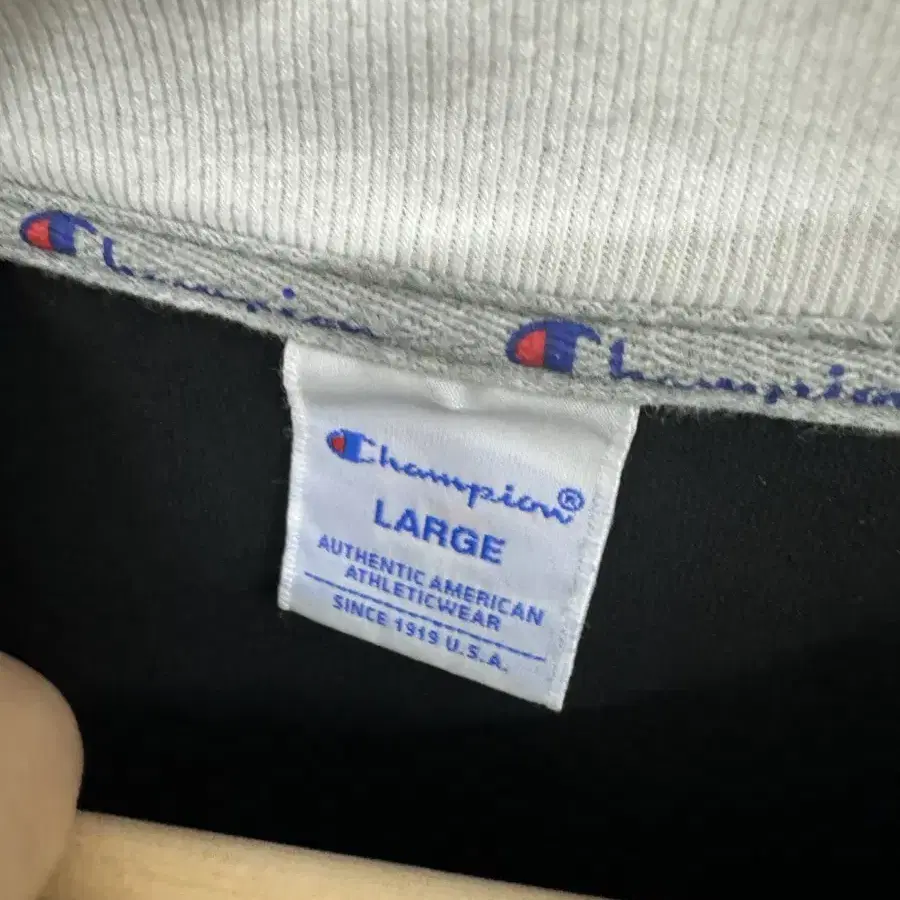 Champion Champion
Champion®
LARGE
AUTHENTIC AMERICAN
ATHLETICWEAR
SINCE 1919 U.S.A.